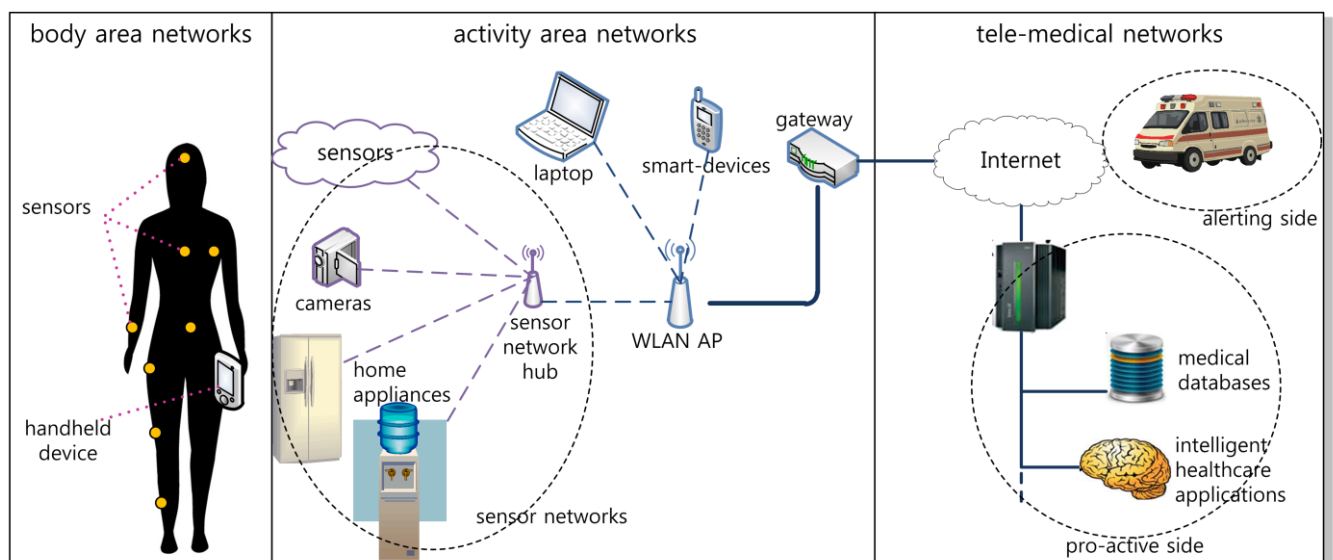 body area networks
sensors
handheld
device
activity area networks
sensors
cameras
home
appliances
sensor
network
hub
sensor networks
laptop
smart-devices
WLAN AP
gateway
tele-medical networks
Internet
alerting side
medical
databases
intelligent
healthcare
applications
pro-active side